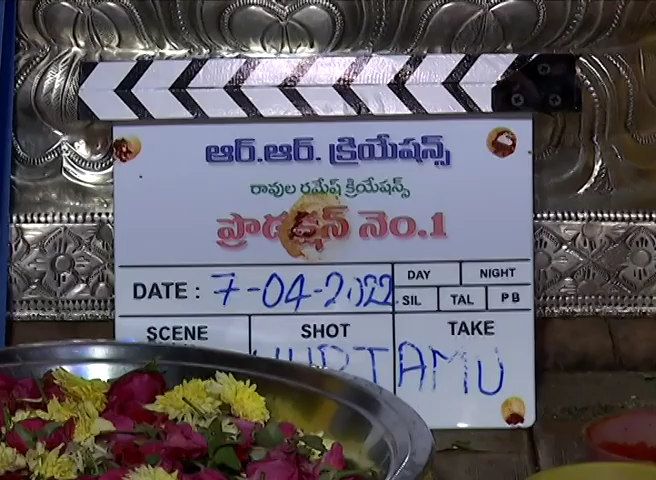 ఆర్.ఆర్. క్రియేషన్స్
రావుల రమేష్ క్రియేషన్స్
ప్రొడక్షన్ నెం.1
DATE: 7-04-2022
DAY NIGHT
SIL TAL PB
SCENE SHOT TAKE